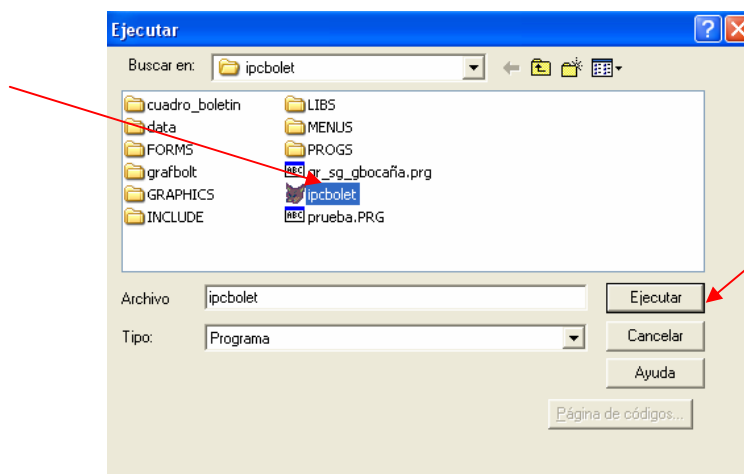 Ejecutar
Buscar en: ipcbolet
cuadro_boletin LIBS
data MENUS
FORMS PROGS
grafbolt gr_sg_gbocaña.prg
GRAPHICS ipcbolet
INCLUDE prueba.PRG
Archivo ipcbolet Ejecutar
Tipo: Programa Cancelar
Ayuda
Página de códigos...